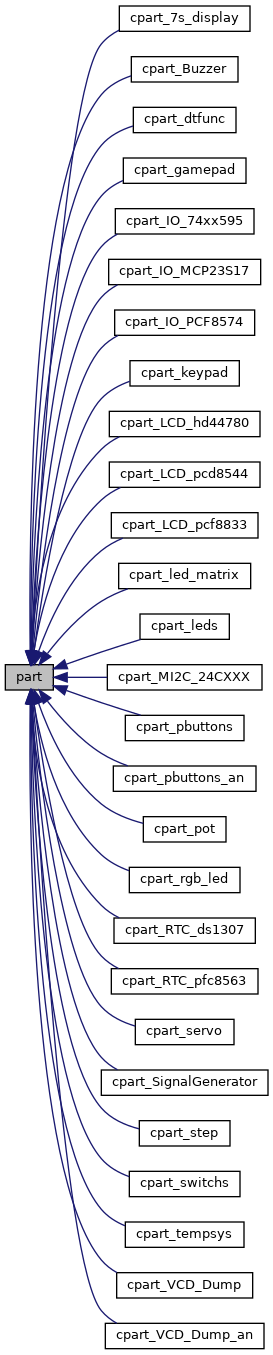 cpart_7s_display
cpart_Buzzer
cpart_dtfunc
cpart_gamepad
cpart_IO_74xx595
cpart_IO_MCP23S17
cpart_IO_PCF8574
cpart_keypad
cpart_LCD_hd44780
cpart_LCD_pcd8544
cpart_LCD_pcf8833
cpart_led_matrix
cpart_leds
part
cpart_MI2C_24CXXX
cpart_pbuttons
cpart_pbuttons_an
cpart_pot
cpart_rgb_led
cpart_RTC_ds1307
cpart_RTC_pfc8563
cpart_servo
cpart_SignalGenerator
cpart_step
cpart_switchs
cpart_tempsys
cpart_VCD_Dump
cpart_VCD_Dump_an